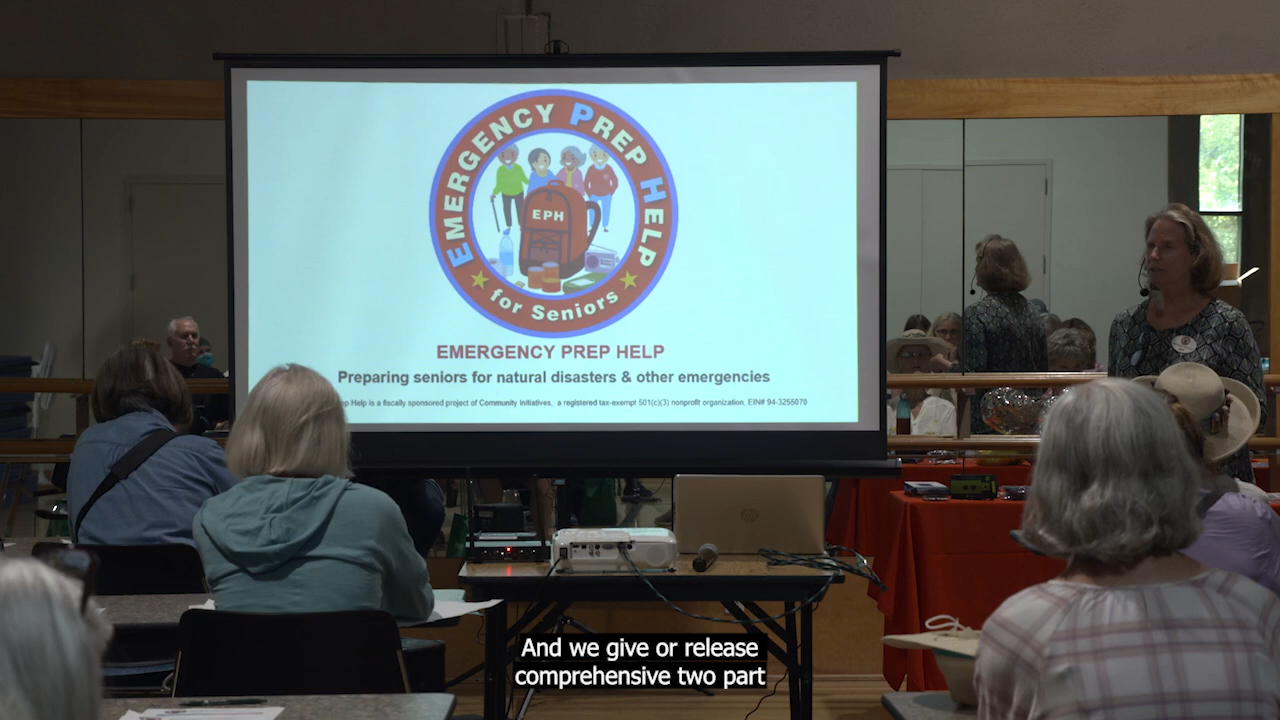 EMERGENCY PREP HELP
EPH
for Seniors
EMERGENCY PREP HELP
Preparing seniors for natural disasters & other emergencies
Help is a fiscally sponsored project of Community Initiatives, a registered tax-exempt 501(c)(3) nonprofit organization, EIN# 94-3255070
And we give or release
comprehensive two part